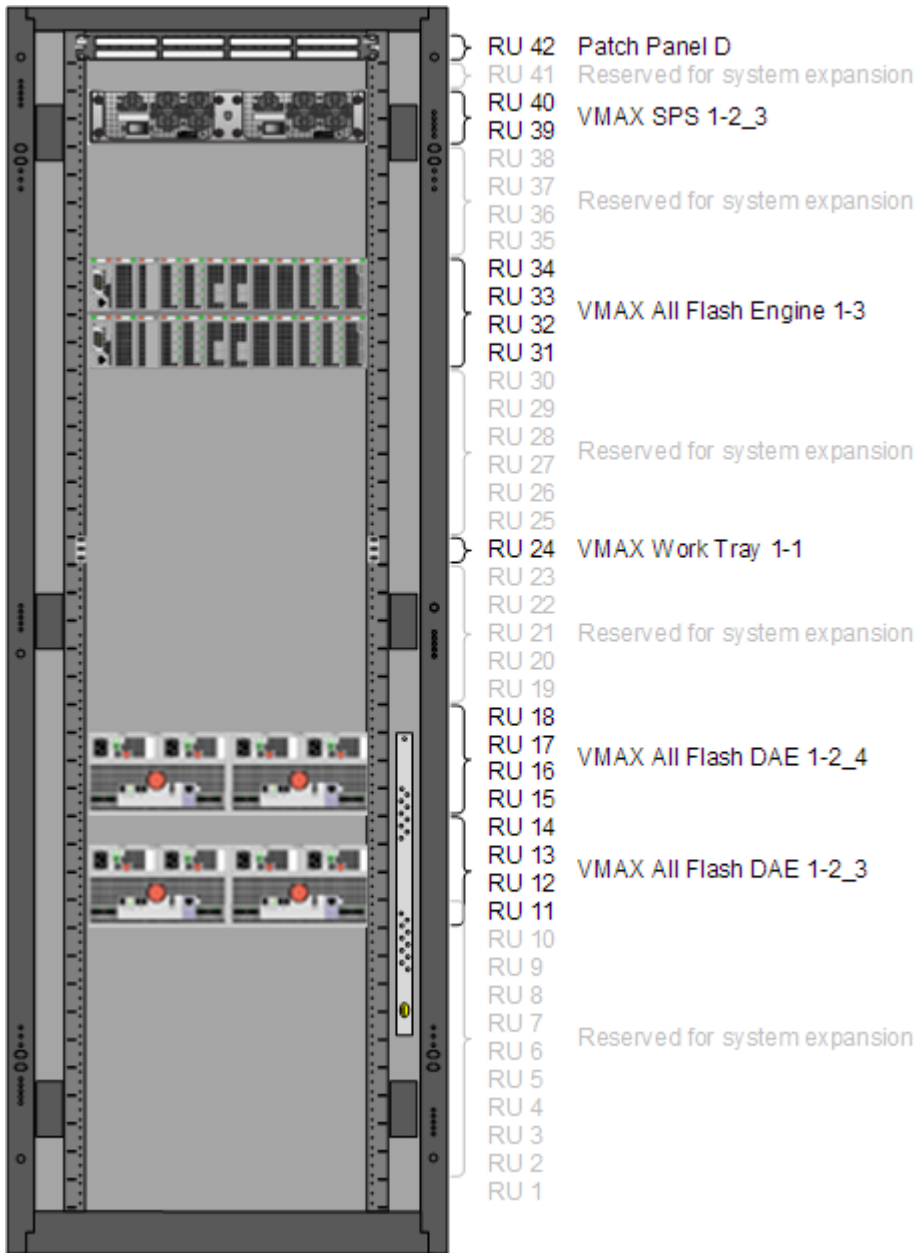 RU 42 Patch Panel D
RU 41 Reserved for system expansion
RU 40
VMAX SPS 1-2_3
RU 39
RU 38
RU 37
Reserved for system expansion
RU 36
RU 35
RU 34
RU 33
VMAX All Flash Engine 1-3
RU 32
RU 31
RU 30
RU 29
RU 28
Reserved for system expansion
RU 27
RU 26
RU 25
RU 24 VMAX Work Tray 1-1
RU 23
RU 22
RU 21 Reserved for system expansion
RU 20
RU 19
RU 18
RU 17
VMAX All Flash DAE 1-2_4
RU 16
RU 15
RU 14
RU 13
VMAX All Flash DAE 1-2_3
RU 12
RU 11
RU 10
RU 9
RU 8
RU 7
Reserved for system expansion
RU 6
RU 5
RU 4
RU 3
RU 2
RU 1